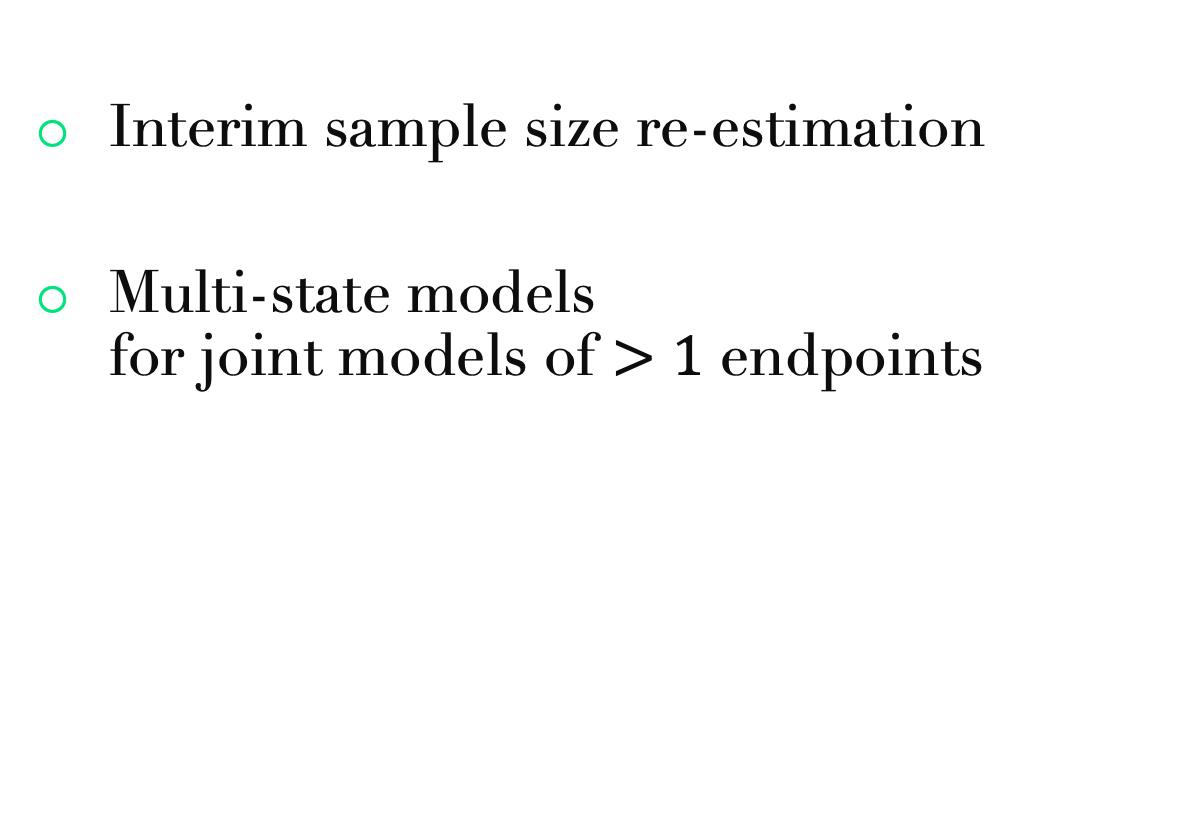 Interim sample size re-estimation
Multi-state models
for joint models of > 1 endpoints